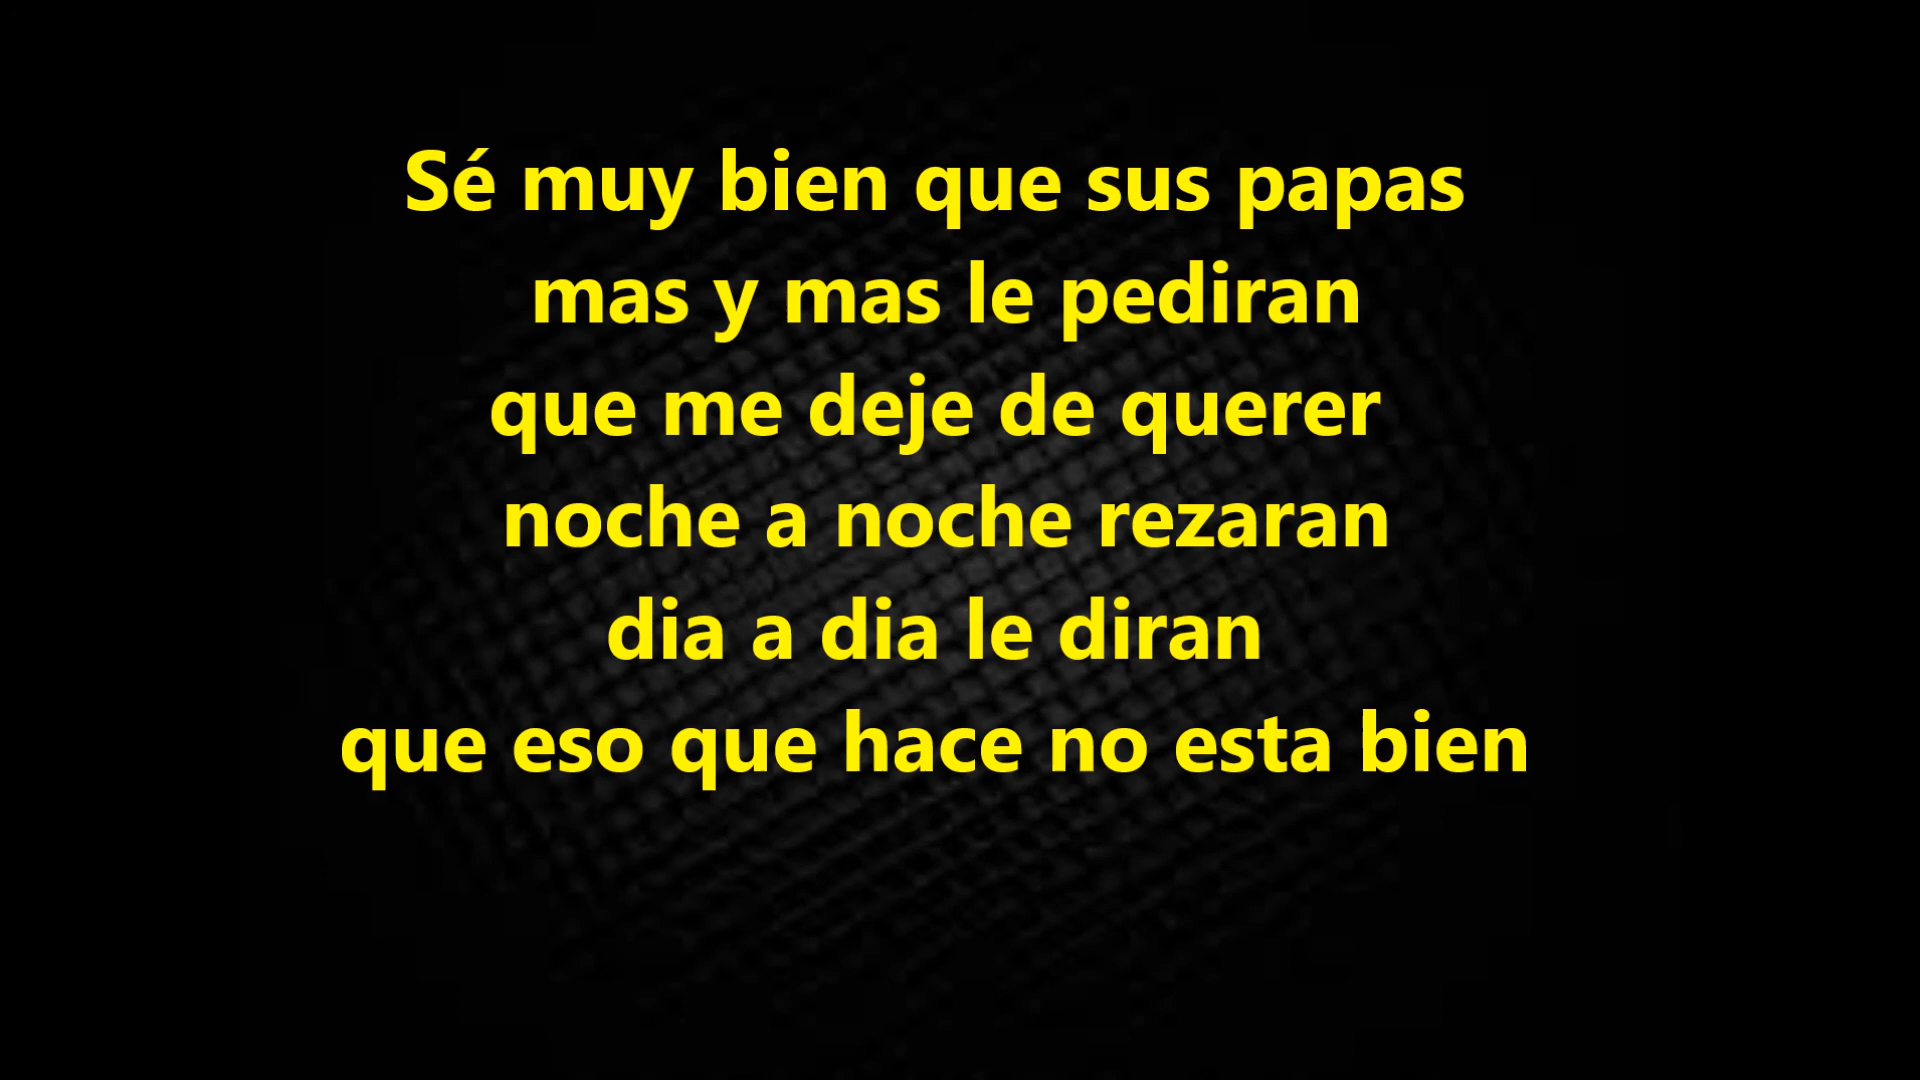 Sé muy bien que sus papas
mas y mas le pediran
que me deje de querer
noche a noche rezaran
dia a dia le diran
que eso que hace no esta bien